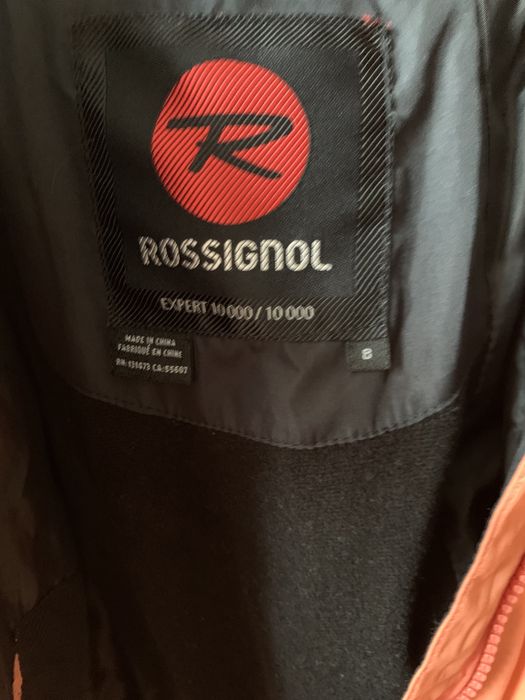 R
ROSSIGNOL
EXPERT 10 000 / 10 000
MADE IN CHINA
FABRIQUÉ EN CHINE
RN: 131673 CA: 55607
8